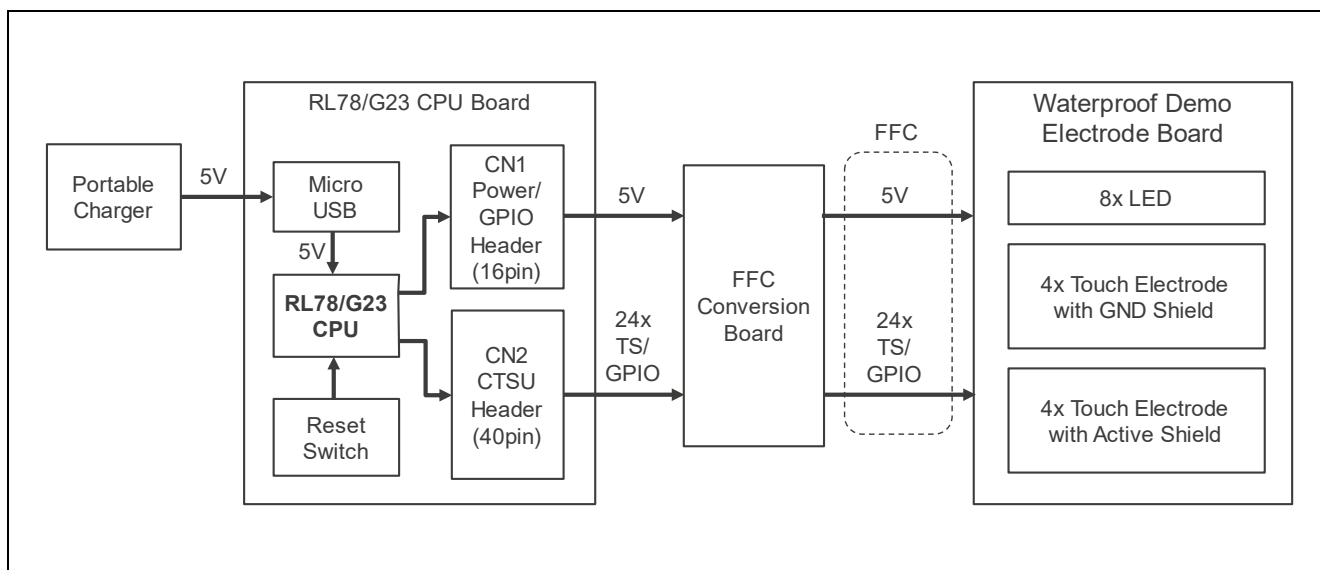 Portable
Charger
5V
RL78/G23 CPU Board
Micro
USB
5V
RL78/G23
CPU
Reset
Switch
CN1
Power/
GPIO
Header
(16pin)
CN2
CTSU
Header
(40pin)
5V
24x
TS/
GPIO
FFC
Conversion
Board
FFC
5V
24x
TS/
GPIO
Waterproof Demo
Electrode Board
8x LED
4x Touch Electrode
with GND Shield
4x Touch Electrode
with Active Shield